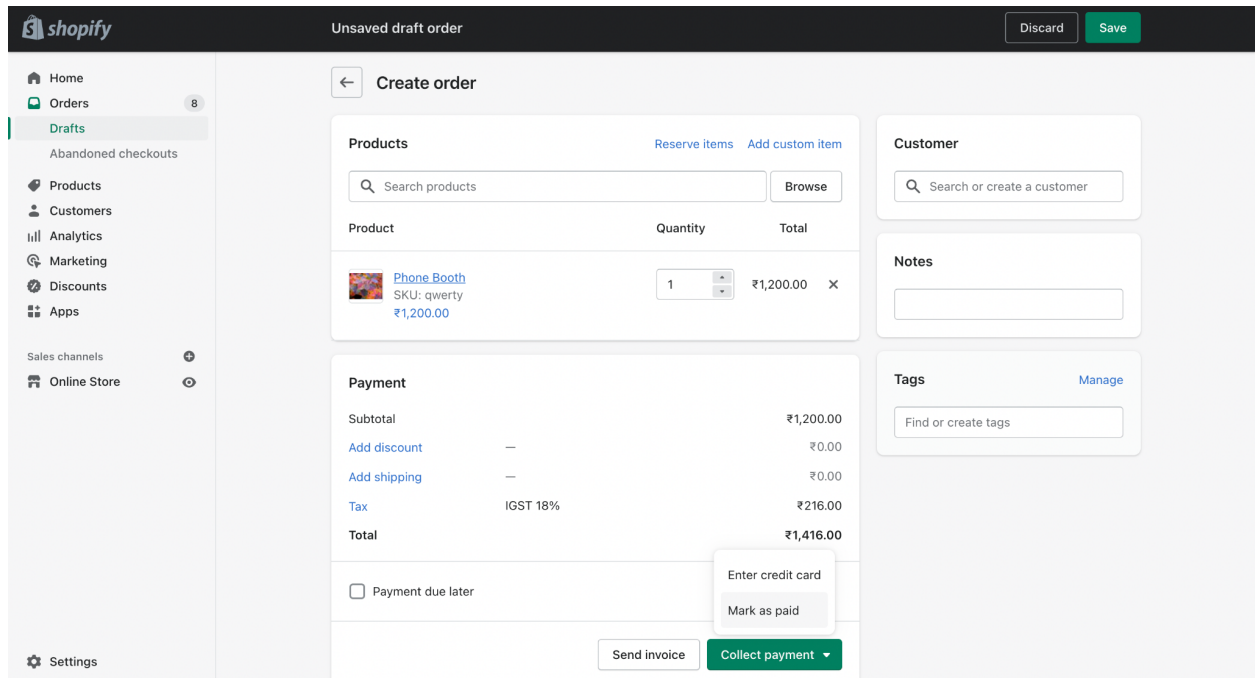 shopify
Unsaved draft order
Discard
Save
Home
Orders
8
Drafts
Abandoned checkouts
Products
Customers
Analytics
Marketing
Discounts
Apps
Sales channels
Online Store
Settings
Create order
Products
Reserve items
Add custom item
Search products
Browse
Product Quantity Total
Phone Booth
1 ₹1,200.00
SKU: qwerty
₹1,200.00
Payment
Subtotal ₹1,200.00
Add discount — ₹0.00
Add shipping — ₹0.00
Tax IGST 18% ₹216.00
Total ₹1,416.00
Payment due later
Enter credit card
Mark as paid
Send invoice
Collect payment
Customer
Search or create a customer
Notes
Tags
Manage
Find or create tags